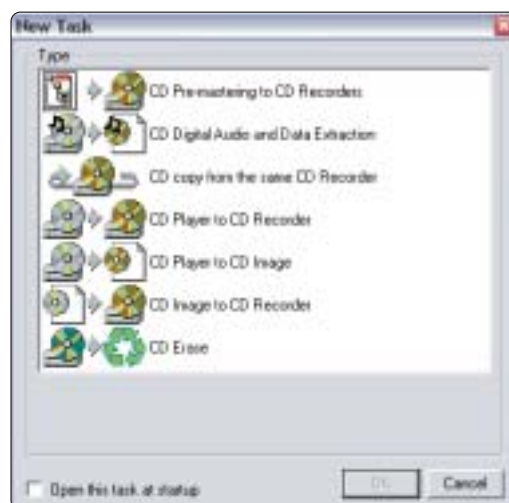 New Task
Type
CD Pre-mastering to CD Recorders
CD Digital Audio and Data Extraction
CD copy from the same CD Recorder
CD Player to CD Recorder
CD Player to CD Image
CD Image to CD Recorder
CD Erase
Open this task at startup
OK
Cancel